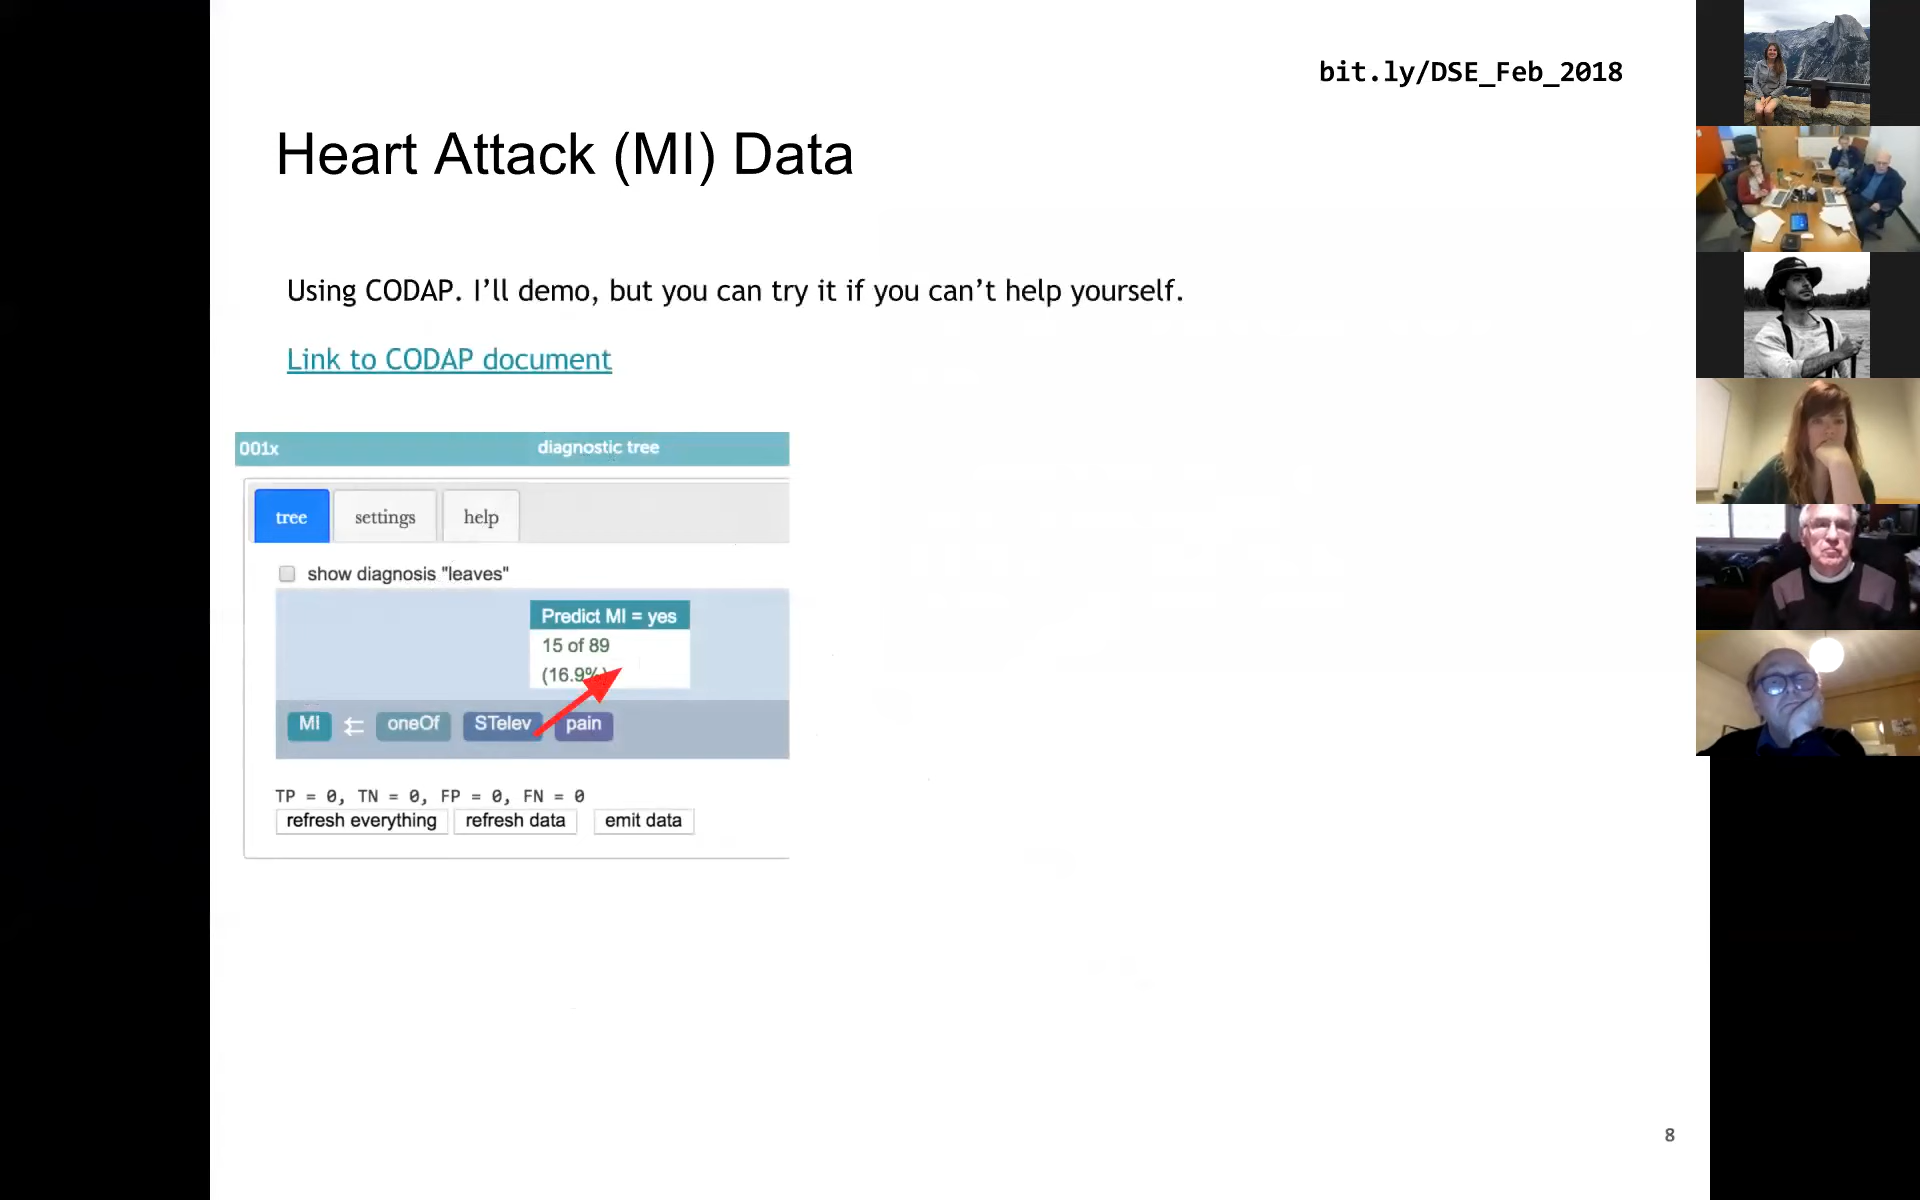 bit.ly/DSE_Feb_2018
Heart Attack (MI) Data
Using CODAP. I’ll demo, but you can try it if you can’t help yourself.
Link to CODAP document
001x diagnostic tree
tree settings help
show diagnosis "leaves"
Predict MI = yes
15 of 89
(16.9%)
MI oneOf STelev pain
TP = 0, TN = 0, FP = 0, FN = 0
refresh everything refresh data emit data
8